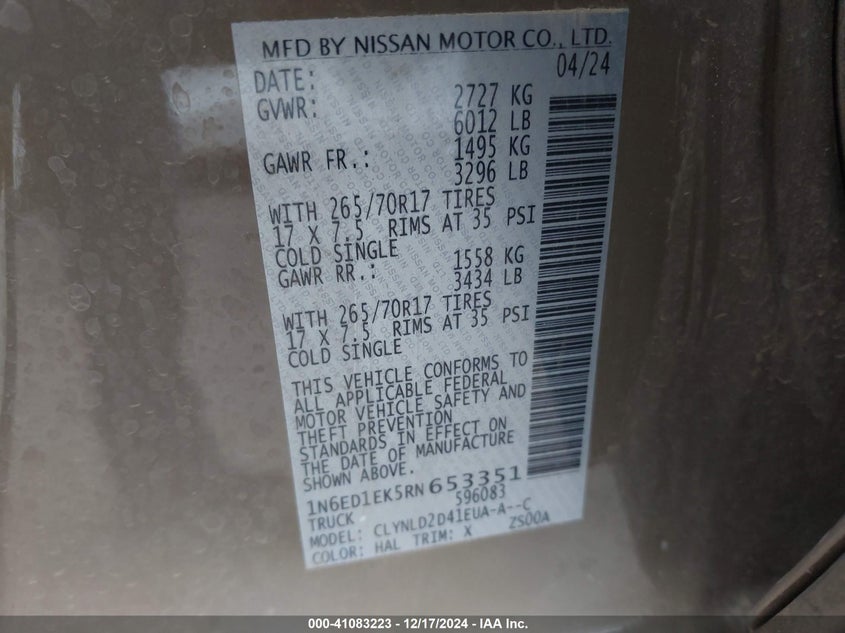 MFD BY NISSAN MOTOR CO., LTD.
DATE: 04/24
GVWR: 2727 KG
6012 LB
GAWR FR.: 1495 KG
3296 LB
WITH 265/70R17 TIRES
17 X 7.5 RIMS AT 35 PSI
COLD SINGLE
GAWR RR.: 1558 KG
3434 LB
WITH 265/70R17 TIRES
17 X 7.5 RIMS AT 35 PSI
COLD SINGLE
THIS VEHICLE CONFORMS TO
ALL APPLICABLE FEDERAL
MOTOR VEHICLE SAFETY AND
THEFT PREVENTION
STANDARDS IN EFFECT ON
THE DATE OF MANUFACTURE
SHOWN ABOVE.
1N6ED1EK5RN653351
TRUCK 596083
MODEL: CLYNLD2D41EUA-A--C
COLOR: HAL TRIM: X ZS00A
000-41083223 - 12/17/2024 - IAA Inc.